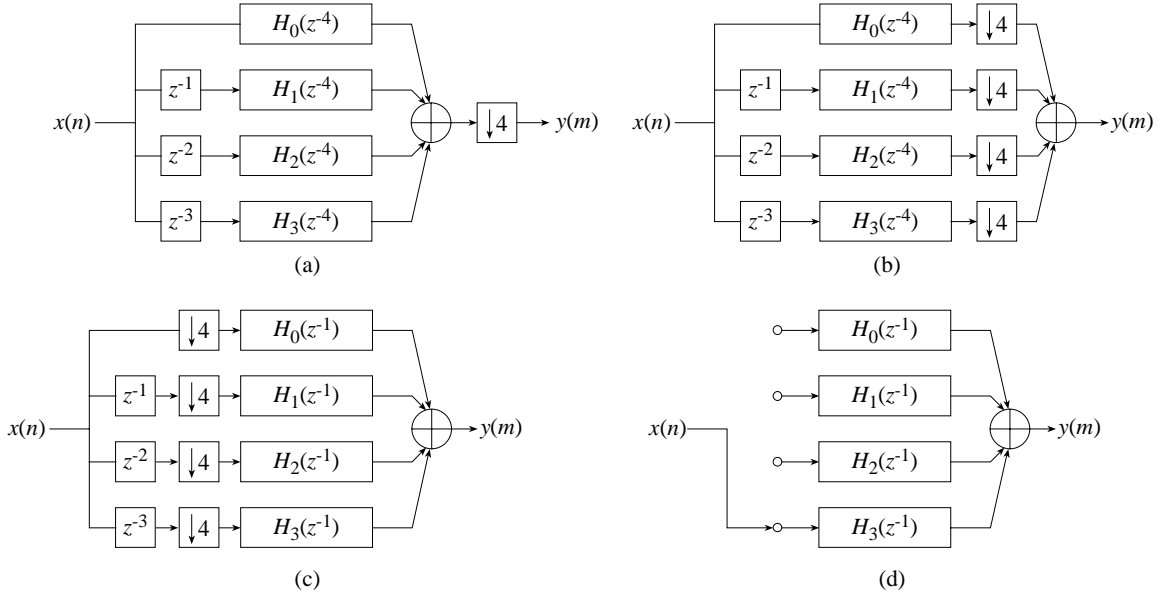 H₀(z⁻⁴)
z⁻¹ H₁(z⁻⁴)
x(n) ↓4 y(m)
z⁻² H₂(z⁻⁴)
z⁻³ H₃(z⁻⁴)
(a)
H₀(z⁻⁴) ↓4
z⁻¹ H₁(z⁻⁴) ↓4
x(n) y(m)
z⁻² H₂(z⁻⁴) ↓4
z⁻³ H₃(z⁻⁴) ↓4
(b)
↓4 H₀(z⁻¹)
z⁻¹ ↓4 H₁(z⁻¹)
x(n) y(m)
z⁻² ↓4 H₂(z⁻¹)
z⁻³ ↓4 H₃(z⁻¹)
(c)
H₀(z⁻¹)
H₁(z⁻¹)
x(n) y(m)
H₂(z⁻¹)
H₃(z⁻¹)
(d)